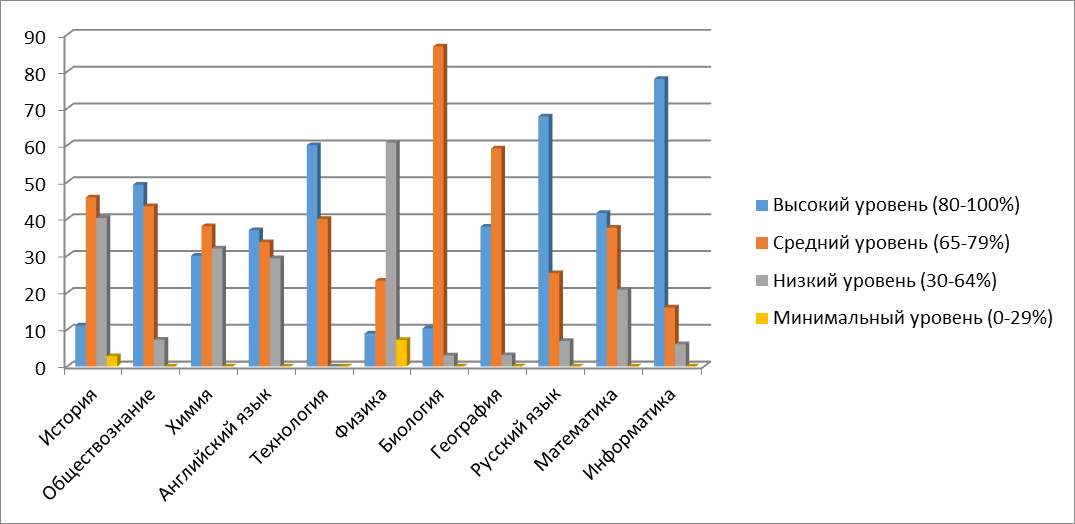 90
80
70
60
50
40
30
20
10
0
История
Обществознание
Химия
Английский язык
Технология
Физика
Биология
География
Русский язык
Математика
Информатика
Высокий уровень (80-100%)
Средний уровень (65-79%)
Низкий уровень (30-64%)
Минимальный уровень (0-29%)